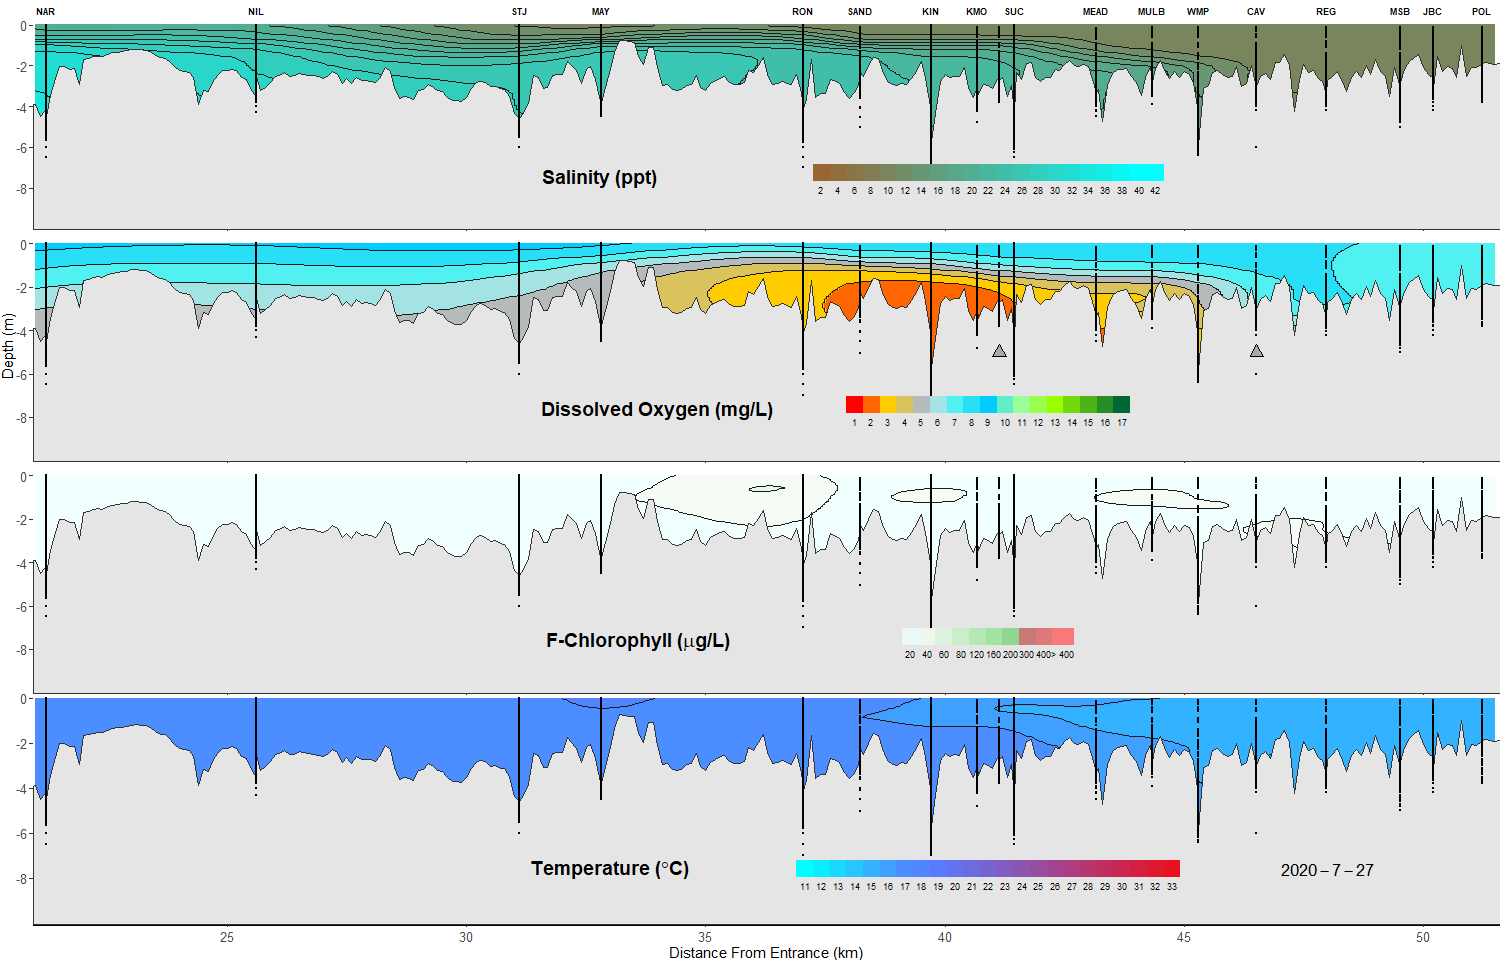 NAR NIL STJ MAY RON SAND KIN KMO SUC MEAD MULB WMP CAV REG MSB JBC POL
0
-2
-4
-6
-8
Salinity (ppt)
2 4 6 8 10 12 14 16 18 20 22 24 26 28 30 32 34 36 38 40 42
Depth (m)
0
-2
-4
-6
-8
Dissolved Oxygen (mg/L)
1 2 3 4 5 6 7 8 9 10 11 12 13 14 15 16 17
0
-2
-4
-6
-8
F-Chlorophyll (µg/L)
20 40 60 80 120 160 200 300 400> 400
0
-2
-4
-6
-8
Temperature (°C)
11 12 13 14 15 16 17 18 19 20 21 22 23 24 25 26 27 28 29 30 31 32 33
2020 – 7 – 27
25 30 35 40 45 50
Distance From Entrance (km)